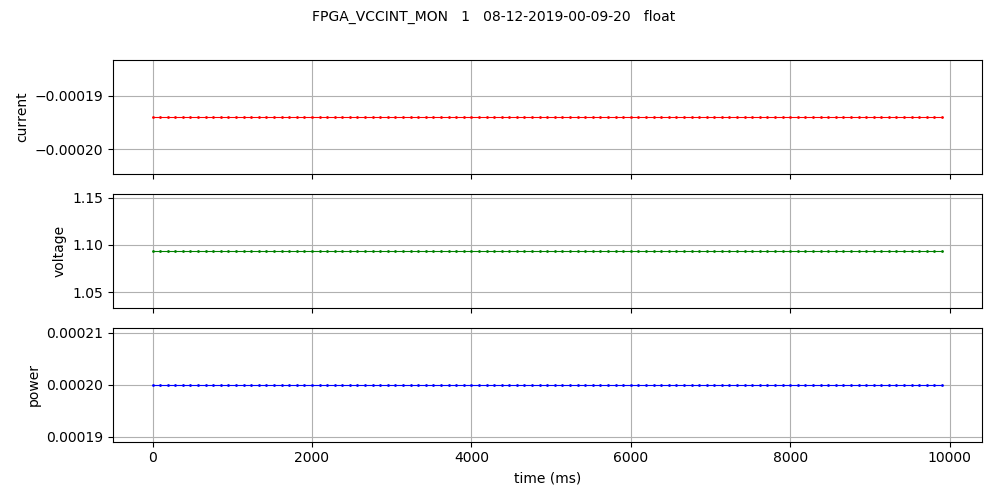 FPGA_VCCINT_MON 1 08-12-2019-00-09-20 float
−0.00019
−0.00020
current
1.15
1.10
1.05
voltage
0.00021
0.00020
0.00019
power
0 2000 4000 6000 8000 10000
time (ms)